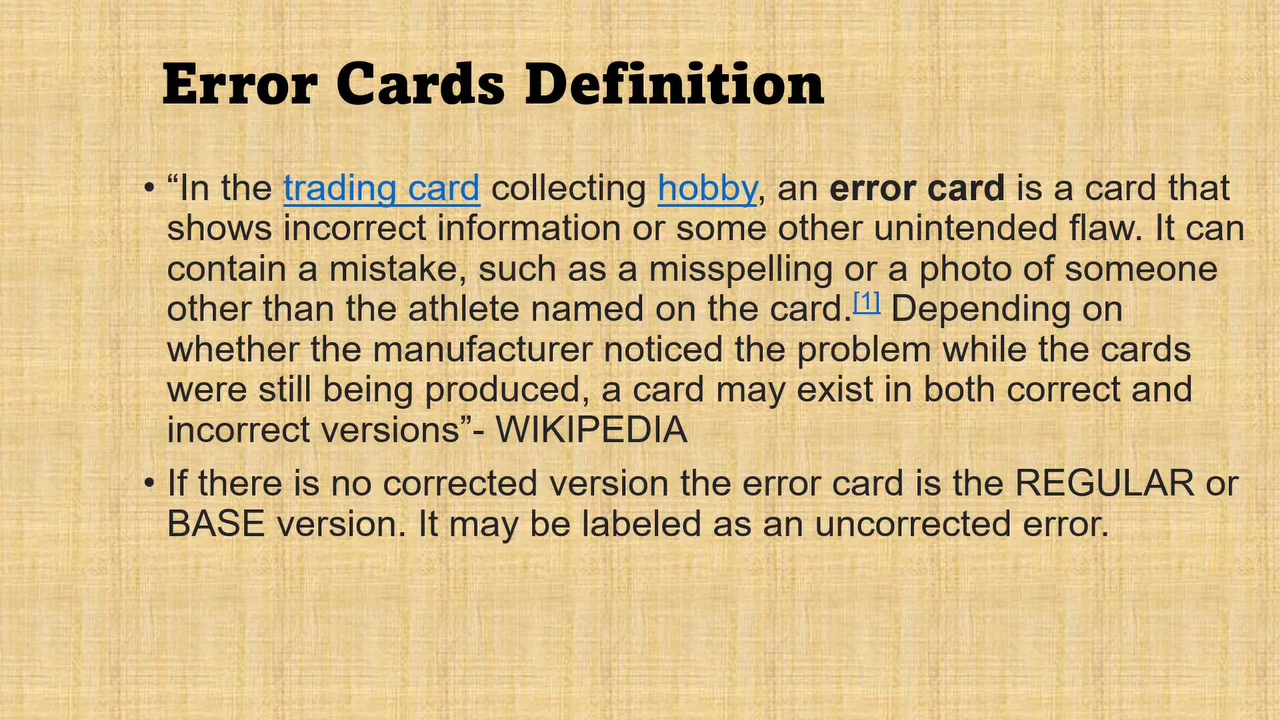 Error Cards Definition
• “In the trading card collecting hobby, an error card is a card that
shows incorrect information or some other unintended flaw. It can
contain a mistake, such as a misspelling or a photo of someone
other than the athlete named on the card.[1] Depending on
whether the manufacturer noticed the problem while the cards
were still being produced, a card may exist in both correct and
incorrect versions”- WIKIPEDIA
• If there is no corrected version the error card is the REGULAR or
BASE version. It may be labeled as an uncorrected error.